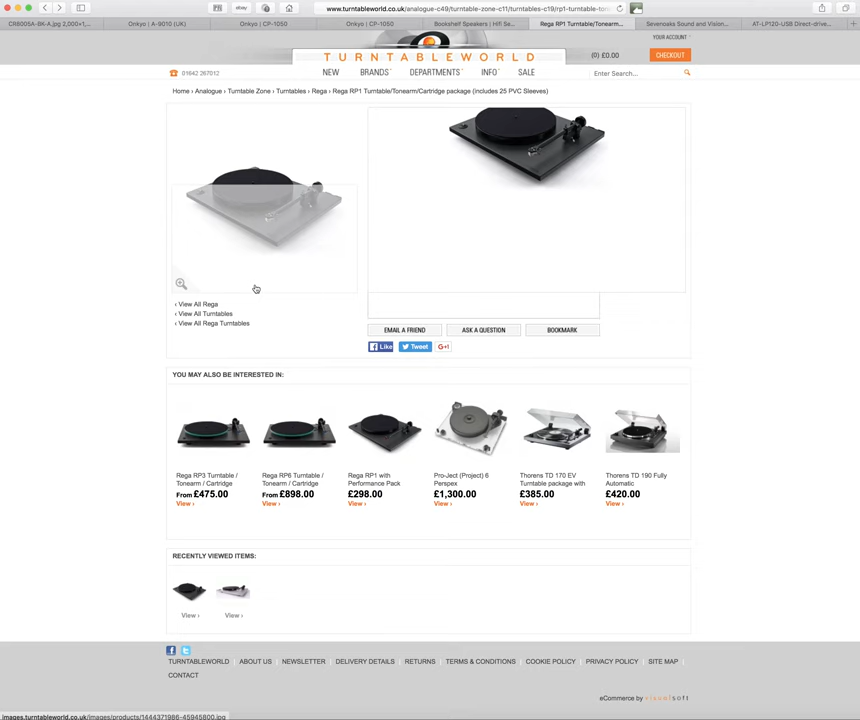 www.turntableworld.co.uk/analogue-c49/turntable-zone-c11/turntables-c19/rp1-turntable-ton
ebay
CR8005A-B6-A.jpg 2,000×1,... Onkyo | A-9010 (UK) Onkyo | CP-1050 Onkyo | CP-1050 Bookshelf Speakers | Hifi Se... Rega RP1 Turntable/Tonearm/... Sevenoaks Sound and Vision... AT-LP120-USB Direct-drive...
YOUR ACCOUNT
TURNTABLEWORLD
(0) £0.00
CHECKOUT
01642 267012
NEW BRANDS DEPARTMENTS INFO SALE
Enter Search...
Home › Analogue › Turntable Zone › Turntables › Rega › Rega RP1 Turntable/Tonearm/Cartridge package (includes 25 PVC Sleeves)
‹ View All Rega
‹ View All Turntables
‹ View All Rega Turntables
EMAIL A FRIEND ASK A QUESTION BOOKMARK
Like Tweet G+1
YOU MAY ALSO BE INTERESTED IN:
Rega RP3 Turntable /
Tonearm / Cartridge
From £475.00
View ›
Rega RP6 Turntable /
Tonearm / Cartridge
From £898.00
View ›
Rega RP1 with
Performance Pack
£298.00
View ›
Pro-Ject (Project) 6
Perspex
£1,300.00
View ›
Thorens TD 170 EV
Turntable package with
£385.00
View ›
Thorens TD 190 Fully
Automatic
£420.00
View ›
RECENTLY VIEWED ITEMS:
View › View ›
TURNTABLEWORLD ABOUT US NEWSLETTER DELIVERY DETAILS RETURNS TERMS & CONDITIONS COOKIE POLICY PRIVACY POLICY SITE MAP
CONTACT
eCommerce by visualsoft
images.turntableworld.co.uk/images/products/1444371986-45945800.jpg